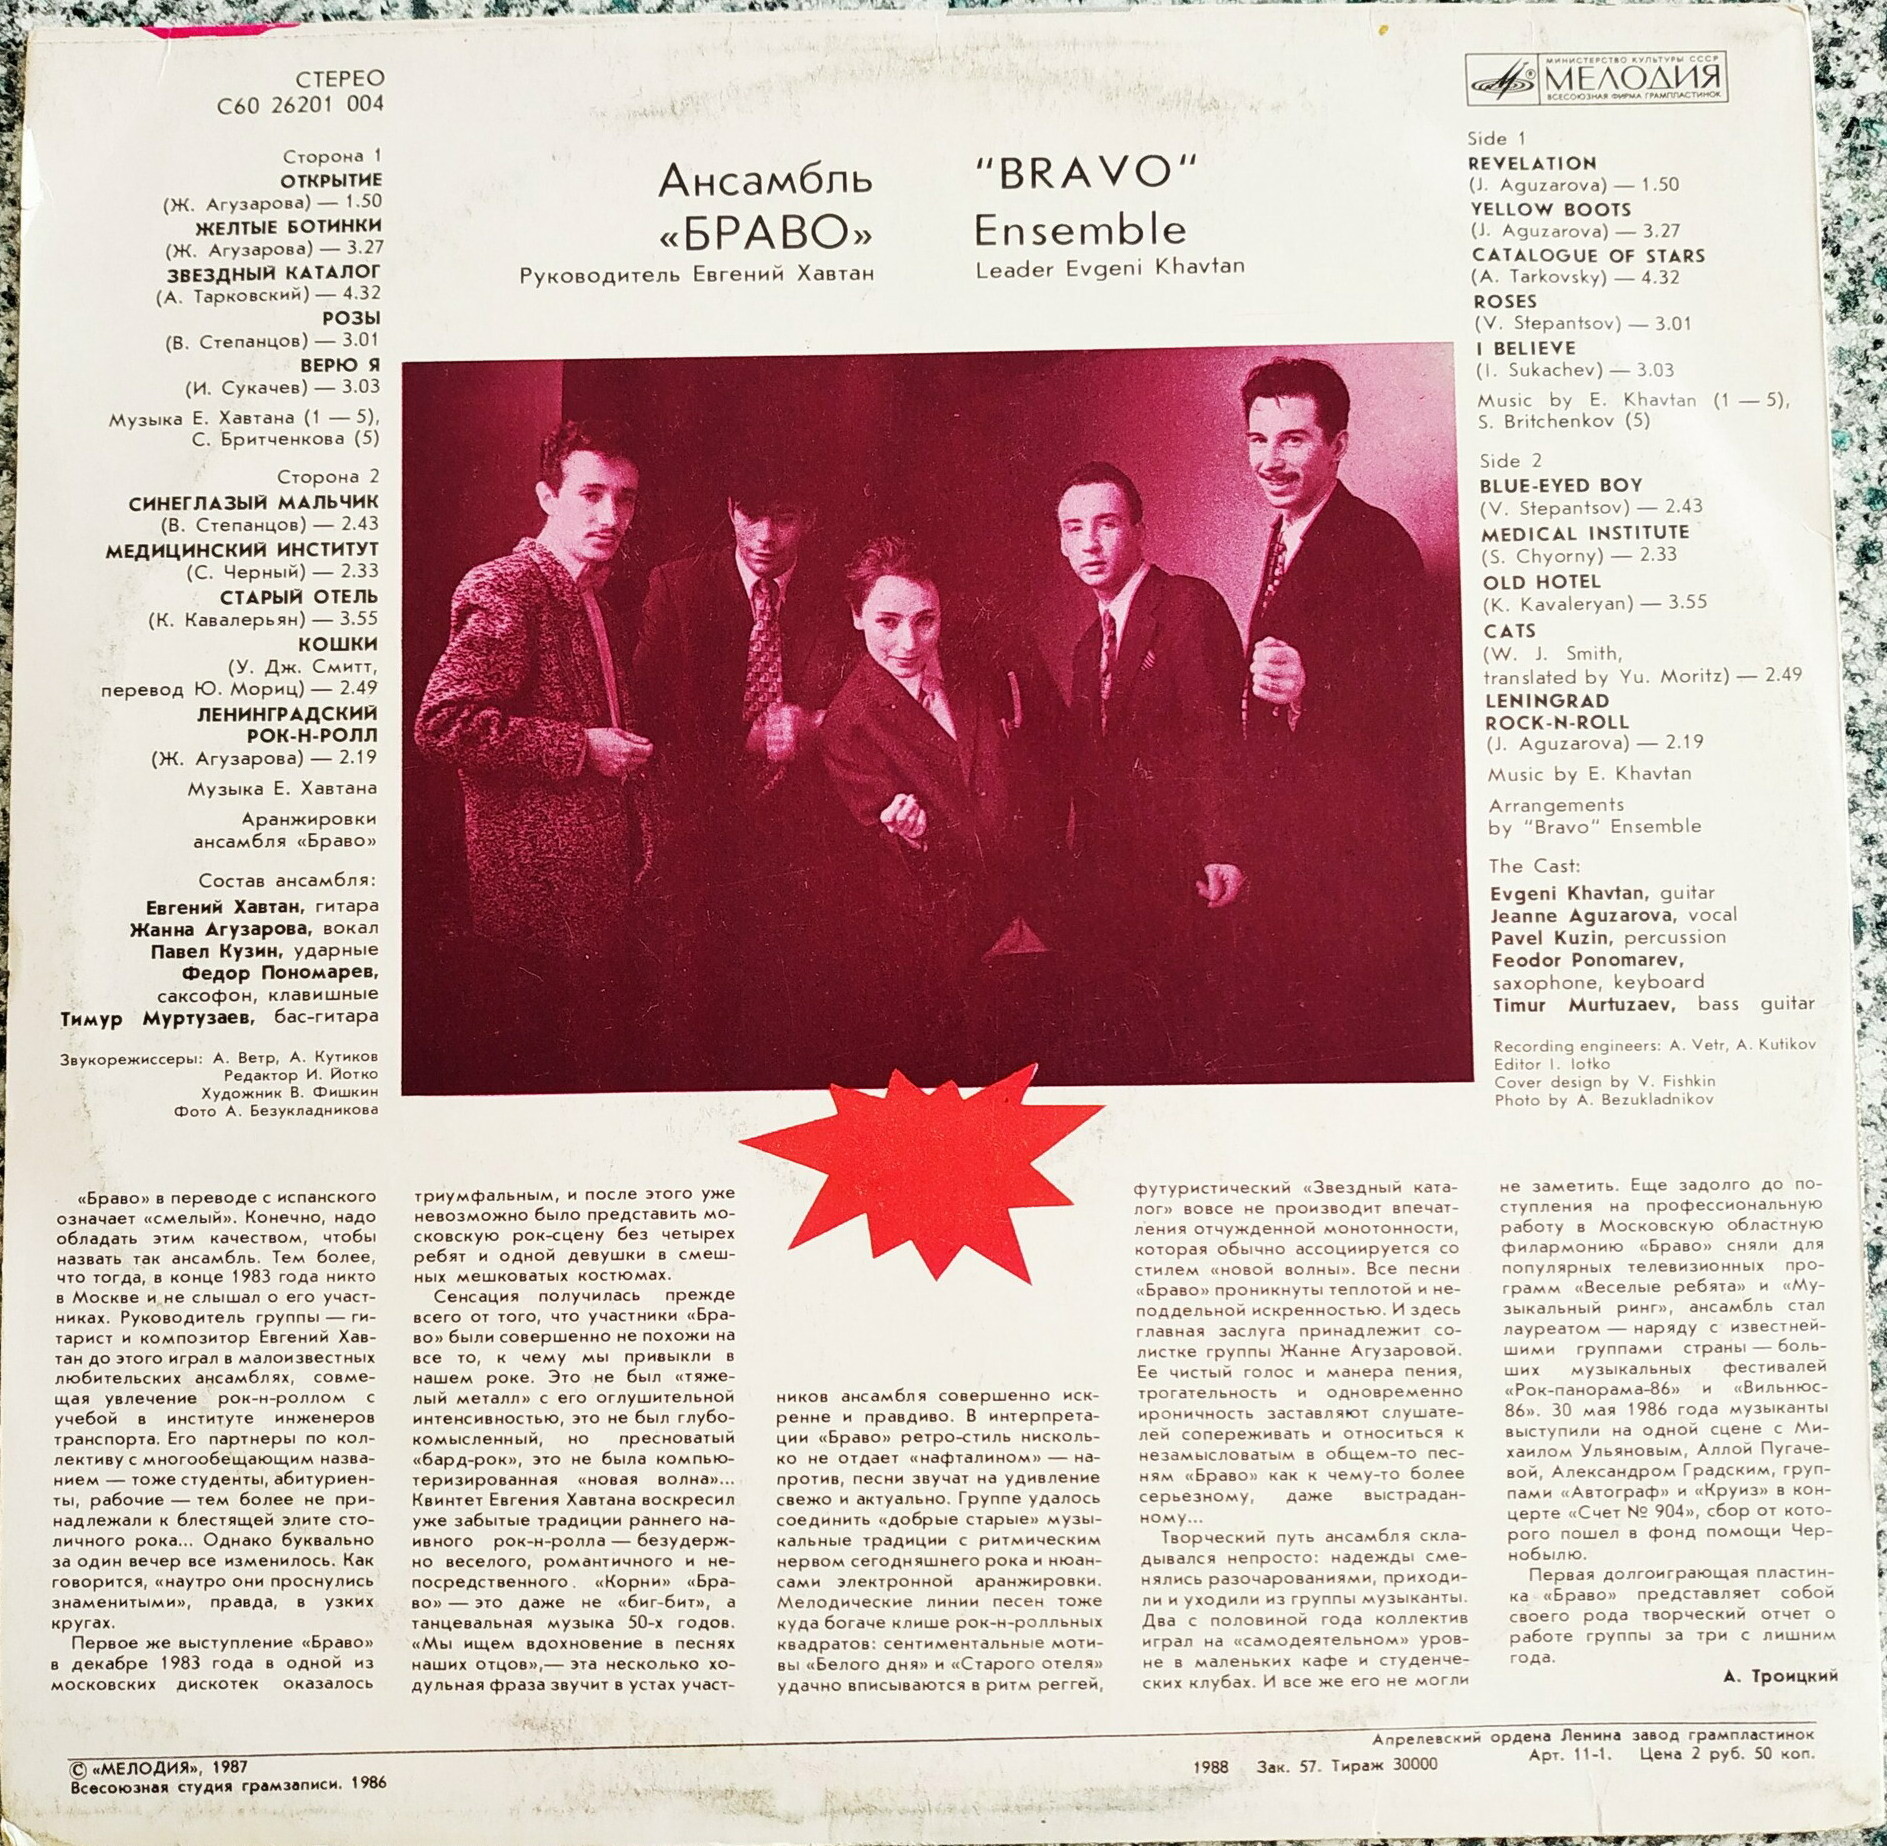 СТЕРЕО
С60 26201 004
Сторона 1
ОТКРЫТИЕ
(Ж. Агузарова) — 1.50
ЖЕЛТЫЕ БОТИНКИ
(Ж. Агузарова) — 3.27
ЗВЕЗДНЫЙ КАТАЛОГ
(А. Тарковский) — 4.32
РОЗЫ
(В. Степанцов) — 3.01
ВЕРЮ Я
(И. Сукачев) — 3.03
Музыка Е. Хавтана (1 — 5),
С. Бритченкова (5)
Сторона 2
СИНЕГЛАЗЫЙ МАЛЬЧИК
(В. Степанцов) — 2.43
МЕДИЦИНСКИЙ ИНСТИТУТ
(С. Черный) — 2.33
СТАРЫЙ ОТЕЛЬ
(К. Кавалерьян) — 3.55
КОШКИ
(У. Дж. Смитт,
перевод Ю. Мориц) — 2.49
ЛЕНИНГРАДСКИЙ
РОК-Н-РОЛЛ
(Ж. Агузарова) — 2.19
Музыка Е. Хавтана
Аранжировки
ансамбля «Браво»
Состав ансамбля:
Евгений Хавтан, гитара
Жанна Агузарова, вокал
Павел Кузин, ударные
Федор Пономарев,
саксофон, клавишные
Тимур Муртузаев, бас-гитара
Звукорежиссеры: А. Ветр, А. Кутиков
Редактор И. Йотко
Художник В. Фишкин
Фото А. Безукладникова
Ансамбль
«БРАВО»
Руководитель Евгений Хавтан
“BRAVO“
Ensemble
Leader Evgeni Khavtan
МИНИСТЕРСТВО КУЛЬТУРЫ СССР
МЕЛОДИЯ
ВСЕСОЮЗНАЯ ФИРМА ГРАМПЛАСТИНОК
Side 1
REVELATION
(J. Aguzarova) — 1.50
YELLOW BOOTS
(J. Aguzarova) — 3.27
CATALOGUE OF STARS
(A. Tarkovsky) — 4.32
ROSES
(V. Stepantsov) — 3.01
I BELIEVE
(I. Sukachev) — 3.03
Music by E. Khavtan (1 — 5),
S. Britchenkov (5)
Side 2
BLUE-EYED BOY
(V. Stepantsov) — 2.43
MEDICAL INSTITUTE
(S. Chyorny) — 2.33
OLD HOTEL
(K. Kavaleryan) — 3.55
CATS
(W. J. Smith,
translated by Yu. Moritz) — 2.49
LENINGRAD
ROCK-N-ROLL
(J. Aguzarova) — 2.19
Music by E. Khavtan
Arrangements
by “Bravo“ Ensemble
The Cast:
Evgeni Khavtan, guitar
Jeanne Aguzarova, vocal
Pavel Kuzin, percussion
Feodor Ponomarev,
saxophone, keyboard
Timur Murtuzaev, bass guitar
Recording engineers: A. Vetr, A. Kutikov
Editor I. Iotko
Cover design by V. Fishkin
Photo by A. Bezukladnikov
«Браво» в переводе с испанского
означает «смелый». Конечно, надо
обладать этим качеством, чтобы
назвать так ансамбль. Тем более,
что тогда, в конце 1983 года никто
в Москве и не слышал о его участ-
никах. Руководитель группы — ги-
тарист и композитор Евгений Хав-
тан до этого играл в малоизвестных
любительских ансамблях, совме-
щая увлечение рок-н-роллом с
учебой в институте инженеров
транспорта. Его партнеры по кол-
лективу с многообещающим назва-
нием — тоже студенты, абитуриен-
ты, рабочие — тем более не при-
надлежали к блестящей элите сто-
личного рока... Однако буквально
за один вечер все изменилось. Как
говорится, «наутро они проснулись
знаменитыми», правда, в узких
кругах.
Первое же выступление «Браво»
в декабре 1983 года в одной из
московских дискотек оказалось
триумфальным, и после этого уже
невозможно было представить мо-
сковскую рок-сцену без четырех
ребят и одной девушки в смеш-
ных мешковатых костюмах.
Сенсация получилась прежде
всего от того, что участники «Бра-
во» были совершенно не похожи на
все то, к чему мы привыкли в
нашем роке. Это не был «тяже-
лый металл» с его оглушительной
интенсивностью, это не был глубо-
комысленный, но пресноватый
«бард-рок», это не была компью-
теризированная «новая волна»...
Квинтет Евгения Хавтана воскресил
уже забытые традиции раннего на-
ивного рок-н-ролла — безудерж-
но веселого, романтичного и не-
посредственного. «Корни» «Бра-
во» — это даже не «биг-бит», а
танцевальная музыка 50-х годов.
«Мы ищем вдохновение в песнях
наших отцов»,— эта несколько хо-
дульная фраза звучит в устах участ-
ников ансамбля совершенно иск-
ренне и правдиво. В интерпрета-
ции «Браво» ретро-стиль нисколь-
ко не отдает «нафталином» — на-
против, песни звучат на удивление
свежо и актуально. Группе удалось
соединить «добрые старые» музы-
кальные традиции с ритмическим
нервом сегодняшнего рока и нюан-
сами электронной аранжировки.
Мелодические линии песен тоже
куда богаче клише рок-н-ролльных
квадратов: сентиментальные моти-
вы «Белого дня» и «Старого отеля»
удачно вписываются в ритм реггей,
футуристический «Звездный ката-
лог» вовсе не производит впечат-
ления отчужденной монотонности,
которая обычно ассоциируется со
стилем «новой волны». Все песни
«Браво» проникнуты теплотой и не-
поддельной искренностью. И здесь
главная заслуга принадлежит со-
листке группы Жанне Агузаровой.
Ее чистый голос и манера пения,
трогательность и одновременно
ироничность заставляют слушате-
лей сопереживать и относиться к
незамысловатым в общем-то пес-
ням «Браво» как к чему-то более
серьезному, даже выстрадан-
ному...
Творческий путь ансамбля скла-
дывался непросто: надежды сме-
нялись разочарованиями, приходи-
ли и уходили из группы музыканты.
Два с половиной года коллектив
играл на «самодеятельном» уров-
не в маленьких кафе и студенче-
ских клубах. И все же его не могли
не заметить. Еще задолго до по-
ступления на профессиональную
работу в Московскую областную
филармонию «Браво» сняли для
популярных телевизионных про-
грамм «Веселые ребята» и «Му-
зыкальный ринг», ансамбль стал
лауреатом — наряду с известней-
шими группами страны — боль-
ших музыкальных фестивалей
«Рок-панорама-86» и «Вильнюс-
86». 30 мая 1986 года музыканты
выступили на одной сцене с Ми-
хаилом Ульяновым, Аллой Пугаче-
вой, Александром Градским, груп-
пами «Автограф» и «Круиз» в кон-
церте «Счет № 904», сбор от кото-
рого пошел в фонд помощи Чер-
нобылю.
Первая долгоиграющая пластин-
ка «Браво» представляет собой
своего рода творческий отчет о
работе группы за три с лишним
года.
А. Троицкий
© «МЕЛОДИЯ», 1987
Всесоюзная студия грамзаписи. 1986
Апрелевский ордена Ленина завод грампластинок
1988 Зак. 57. Тираж 30000 Арт. 11-1. Цена 2 руб. 50 коп.